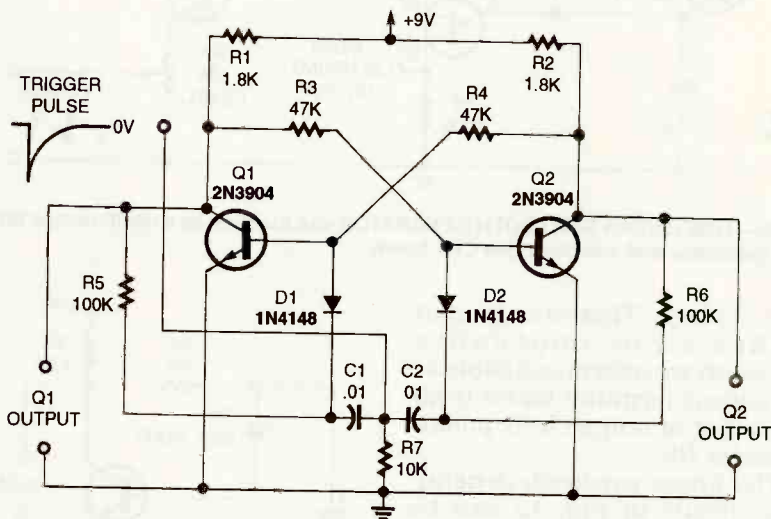 +9V
R1
1.8K
R2
1.8K
TRIGGER
PULSE
0V
R3
47K
R4
47K
Q1
2N3904
Q2
2N3904
R5
100K
D1
1N4148
D2
1N4148
R6
100K
C1
.01
C2
.01
Q1
OUTPUT
R7
10K
Q2
OUTPUT